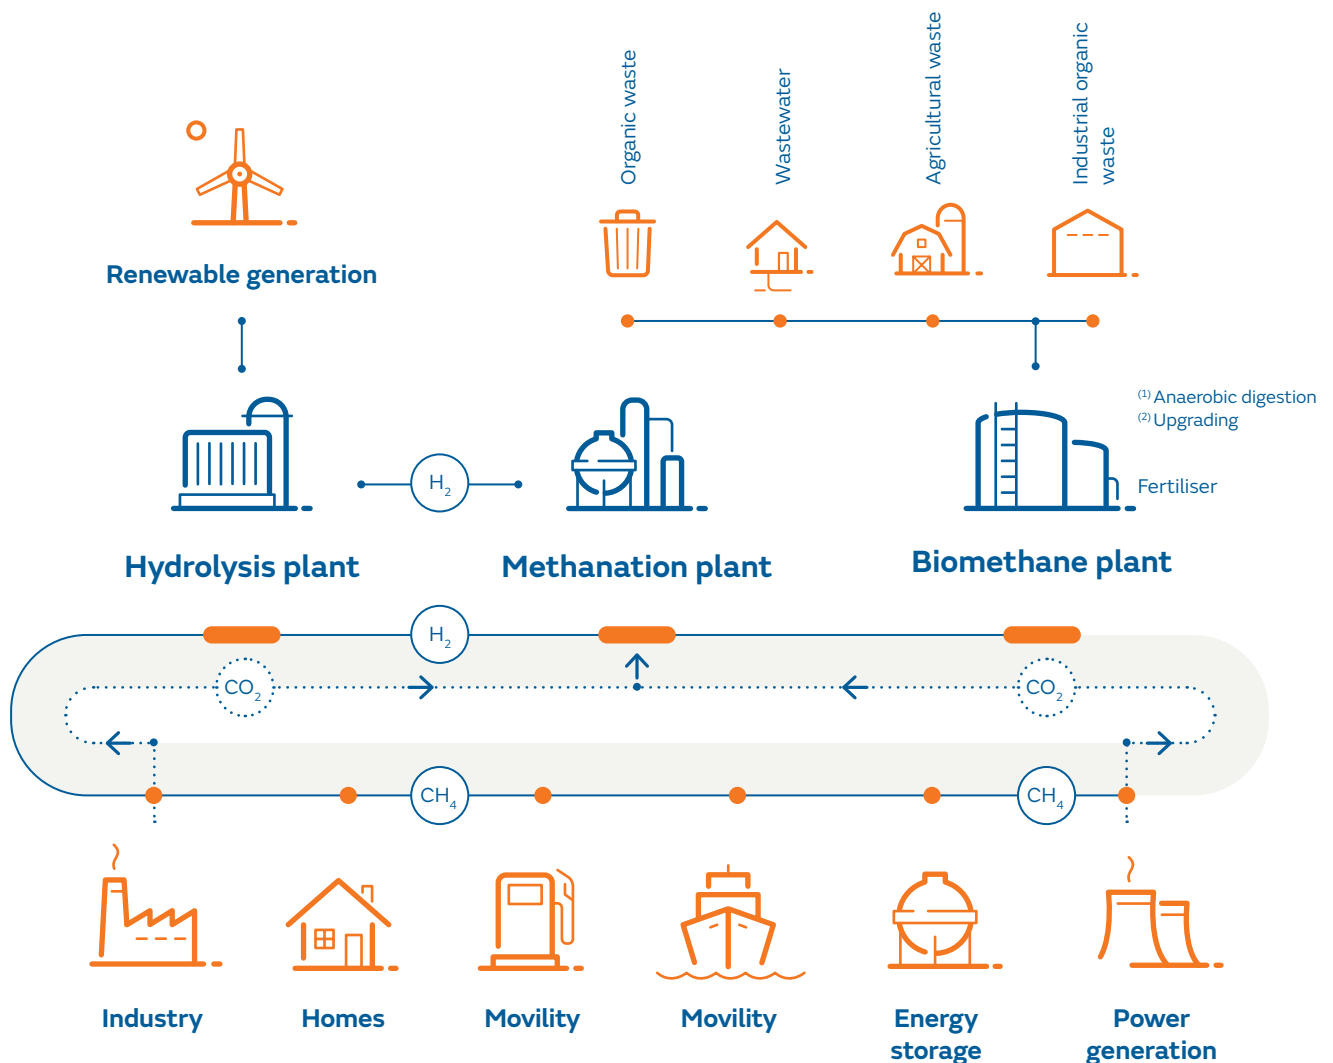 Organic waste
Wastewater
Agricultural waste
Industrial organic
waste
Renewable generation
(1) Anaerobic digestion
(2) Upgrading
Fertiliser
H2
Hydrolysis plant
Methanation plant
Biomethane plant
H2
CO2
CO2
CH4
CH4
Industry
Homes
Movility
Movility
Energy
storage
Power
generation